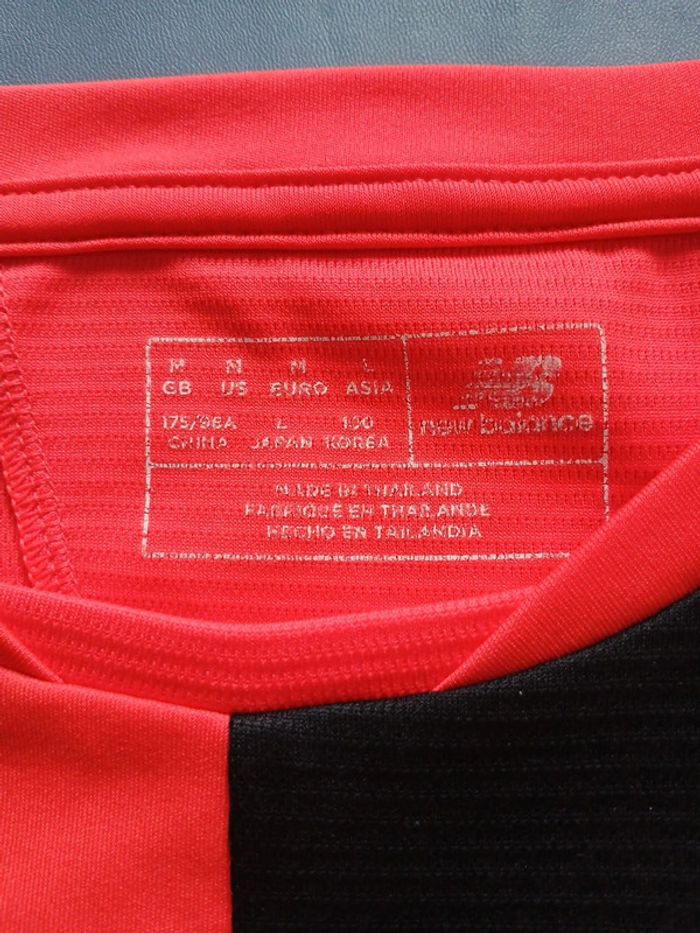 M M M L
GB US EURO ASIA
175/96A L 100
CHINA JAPAN KOREA
new balance
MADE IN THAILAND
FABRIQUE EN THAILANDE
HECHO EN TAILANDIA